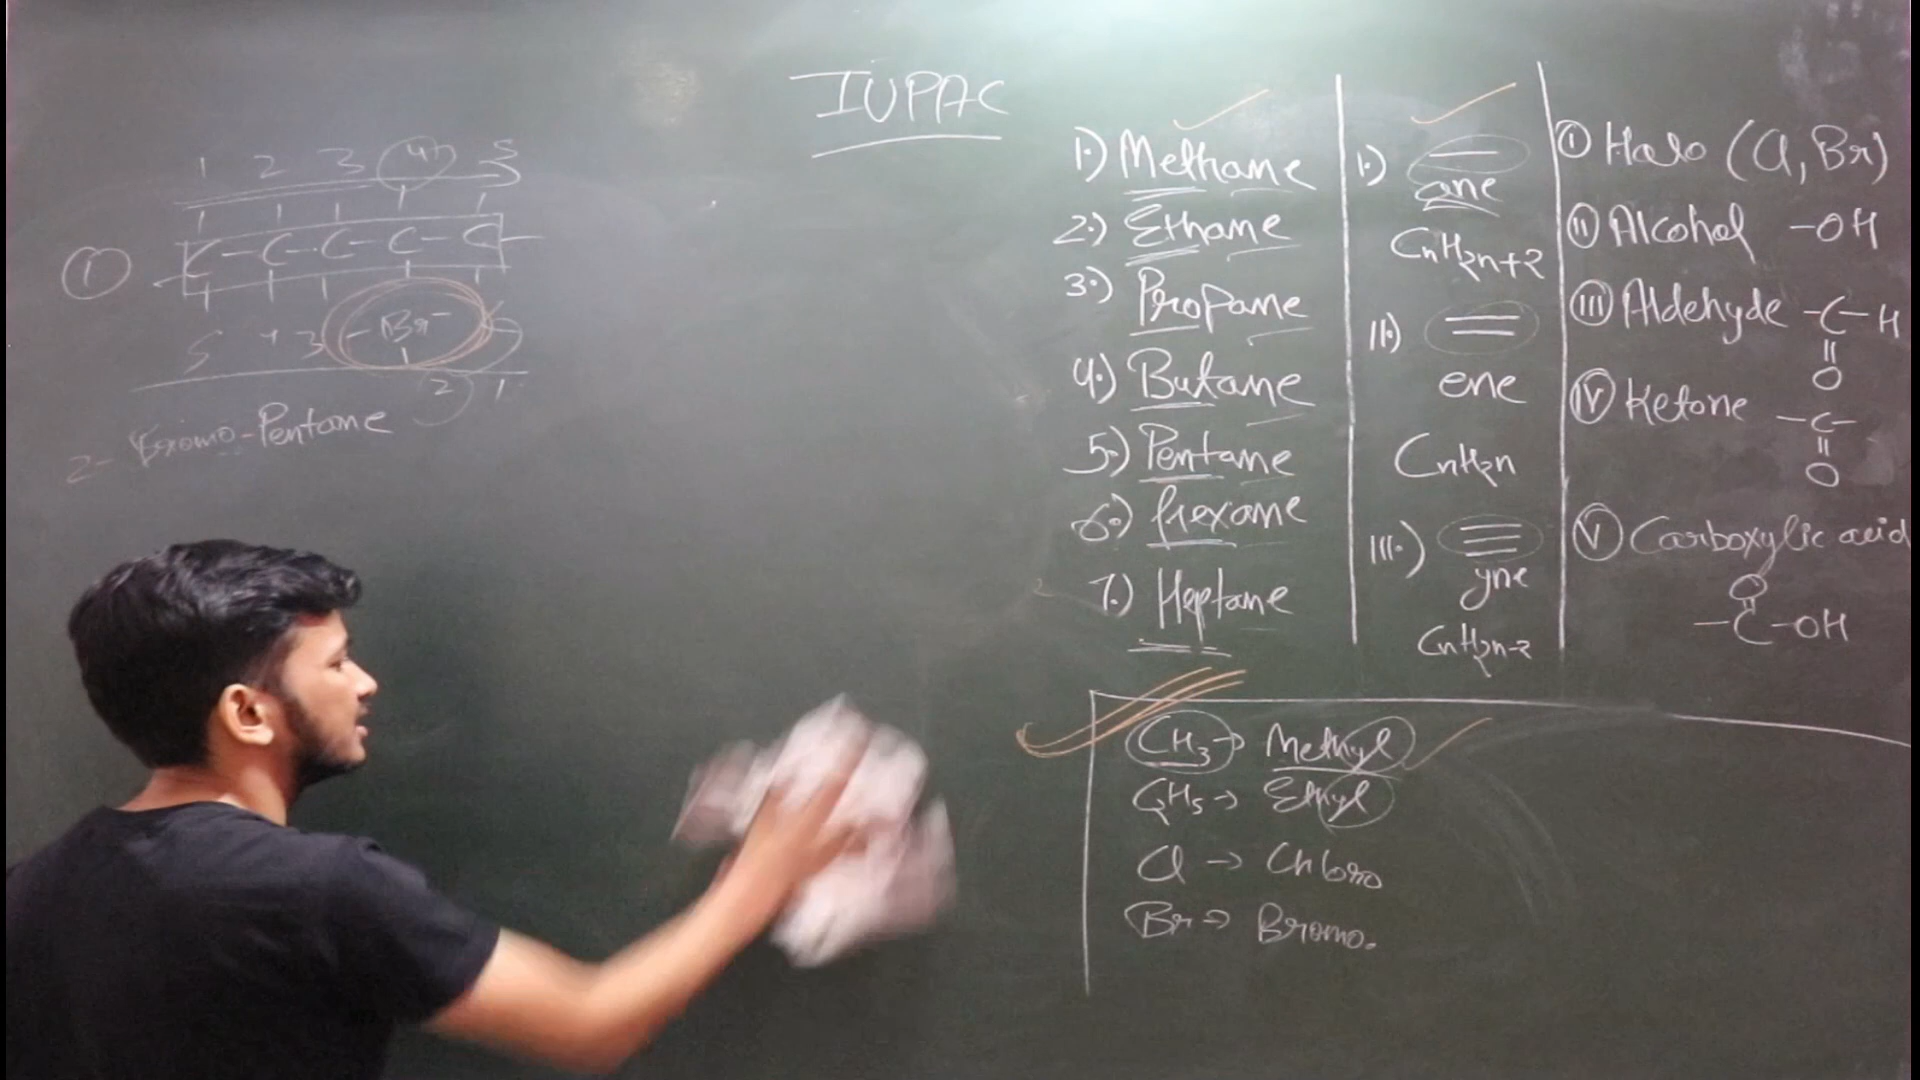 IUPAC
1 2 3 4 5
① C-C-C-C-C-
5 4 3 -Br- 2 1
2- Bromo-Pentane
1.) Methane
2.) Ethane
3.) Propane
4.) Butane
5.) Pentane
6.) Hexane
7.) Heptane
1.) —
ane
CnH2n+2
II.) =
ene
CnH2n
III.) ≡
yne
CnH2n-2
Ⓘ Halo (Cl, Br)
Ⅱ Alcohol -OH
Ⅲ Aldehyde -C-H
||
O
Ⅳ Ketone -C-
||
O
Ⅴ Carboxylic acid
O
||
-C-OH
CH3→ Methyl
C2H5→ Ethyl
Cl → Chloro
Br→ Bromo.